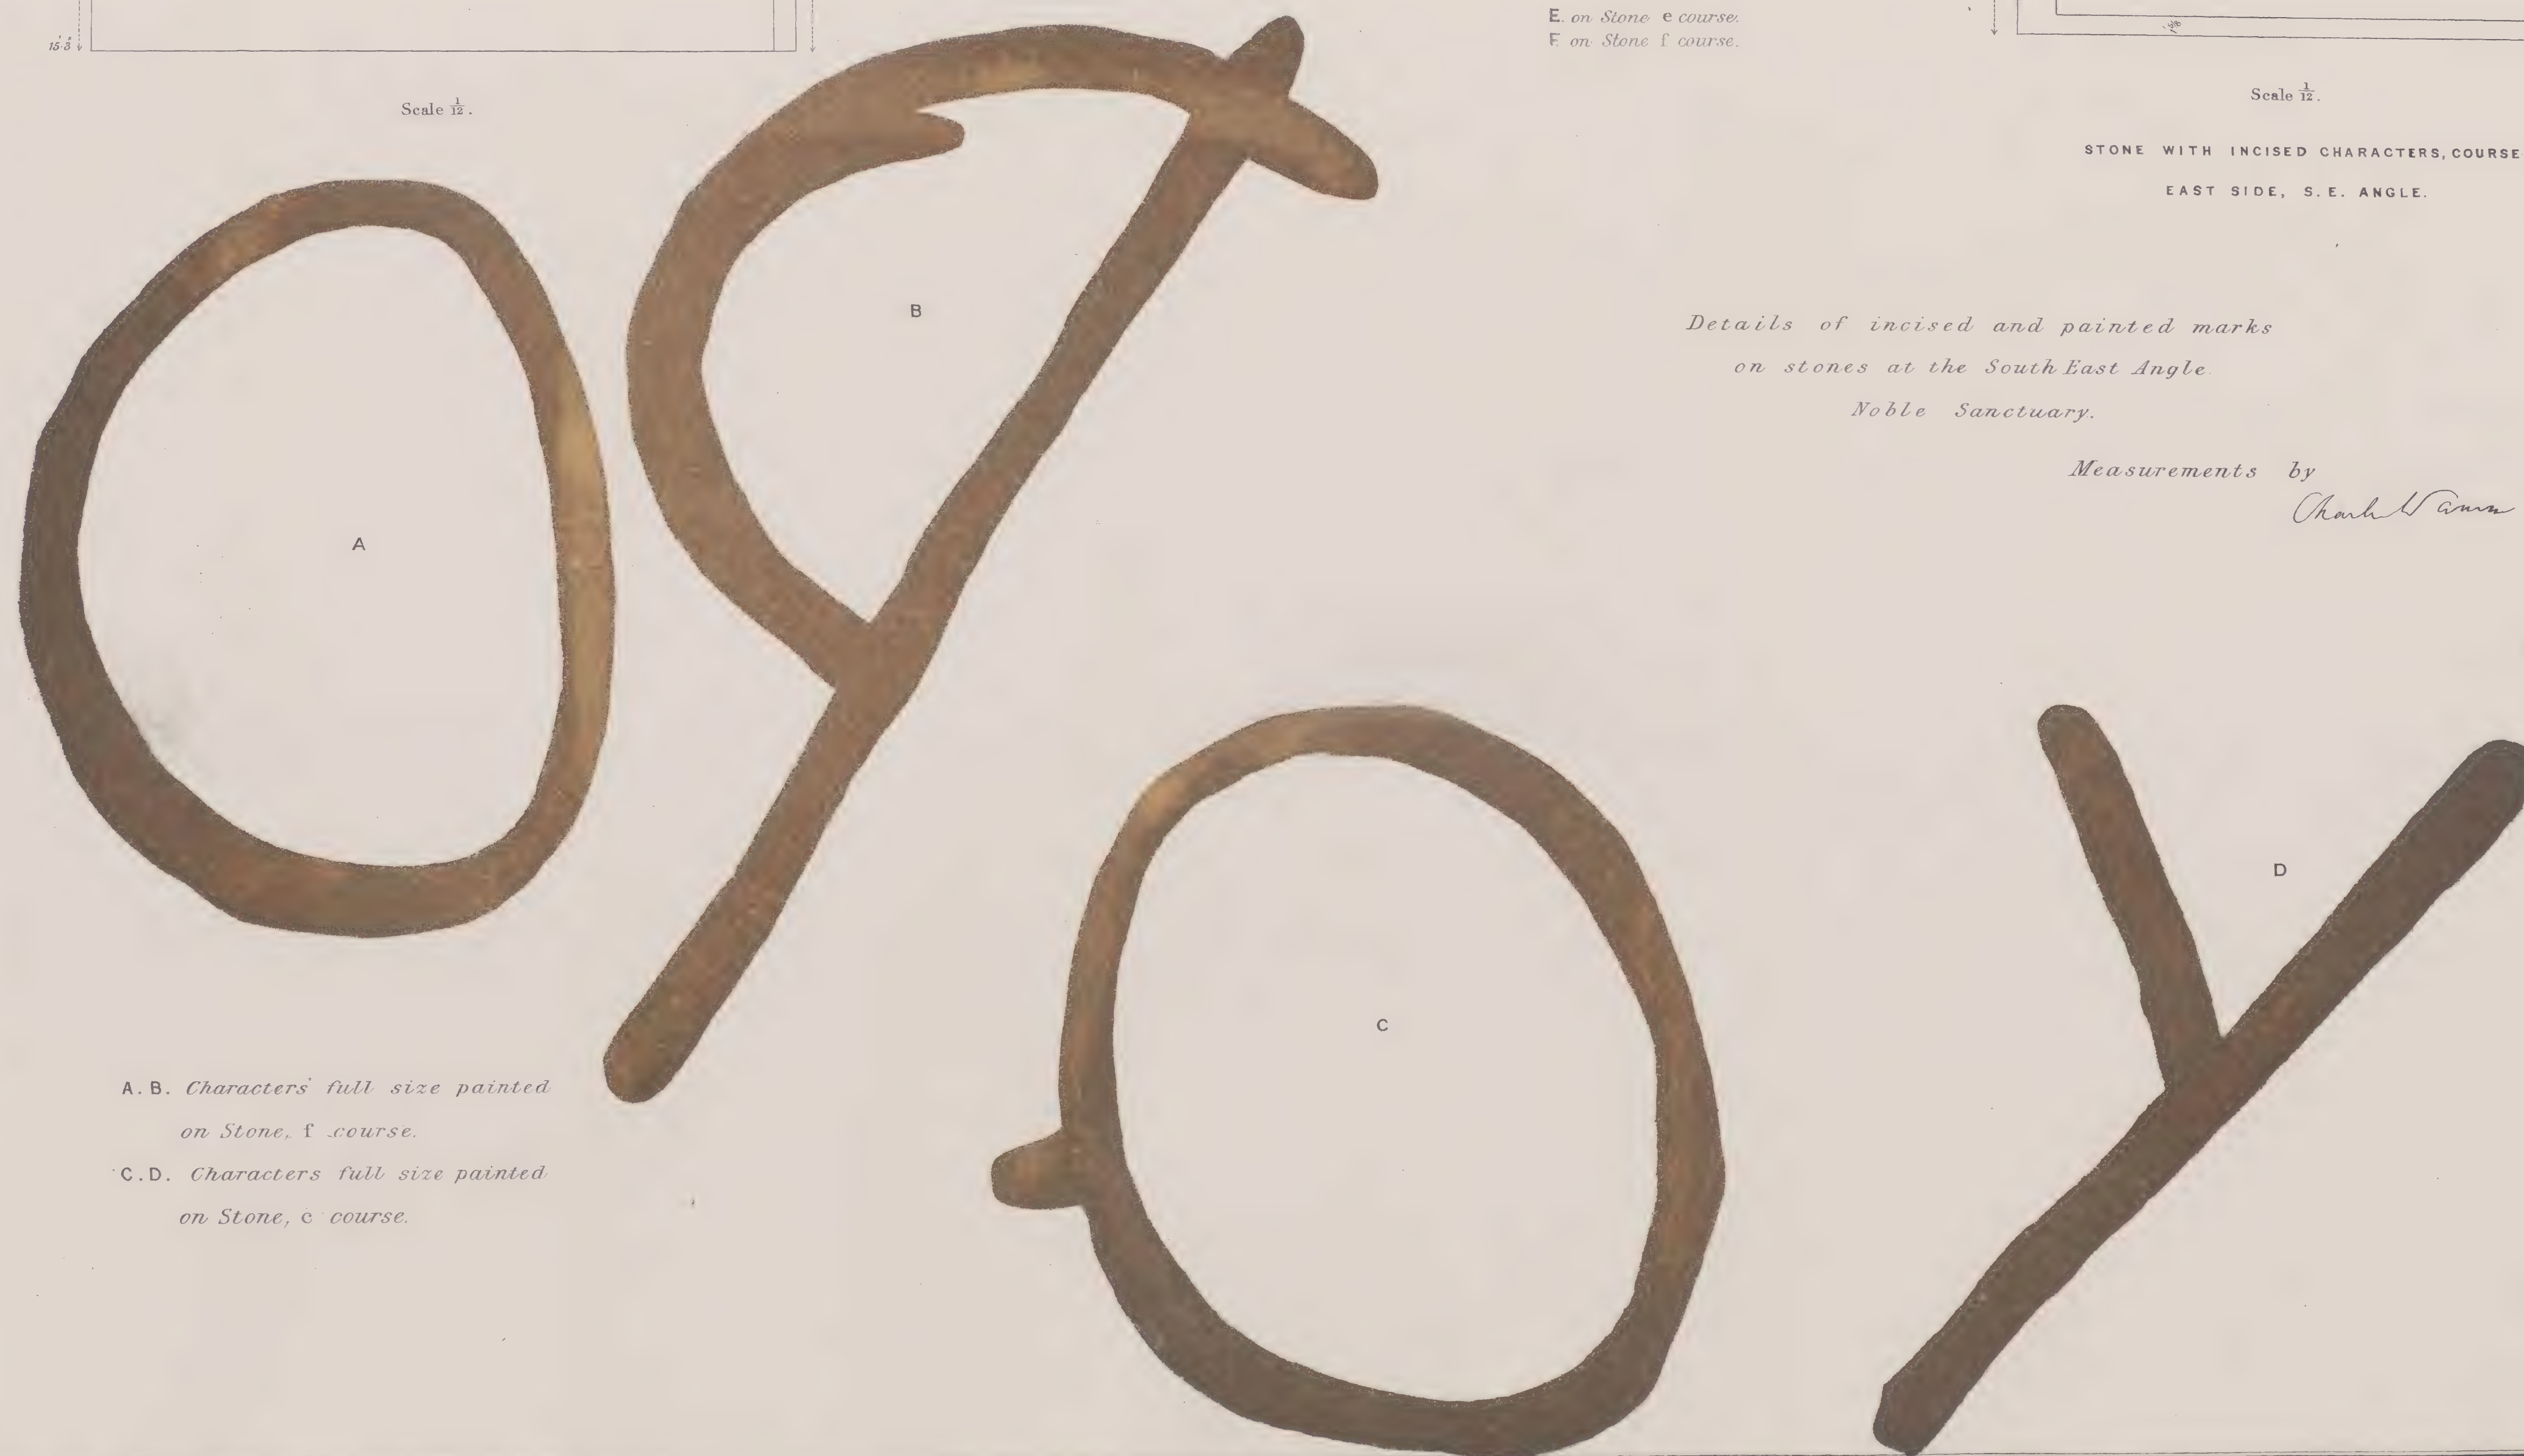 E. on Stone e course.
F. on Stone f course.
15·3
Scale 1/12.
Scale 1/12.
STONE WITH INCISED CHARACTERS, COURSE
EAST SIDE, S.E. ANGLE.
Details of incised and painted marks
on stones at the South East Angle
Noble Sanctuary.
Measurements by
Charles Warren
A
B
C
D
A. B. Characters full size painted
on Stone, f course.
C. D. Characters full size painted
on Stone, c course.